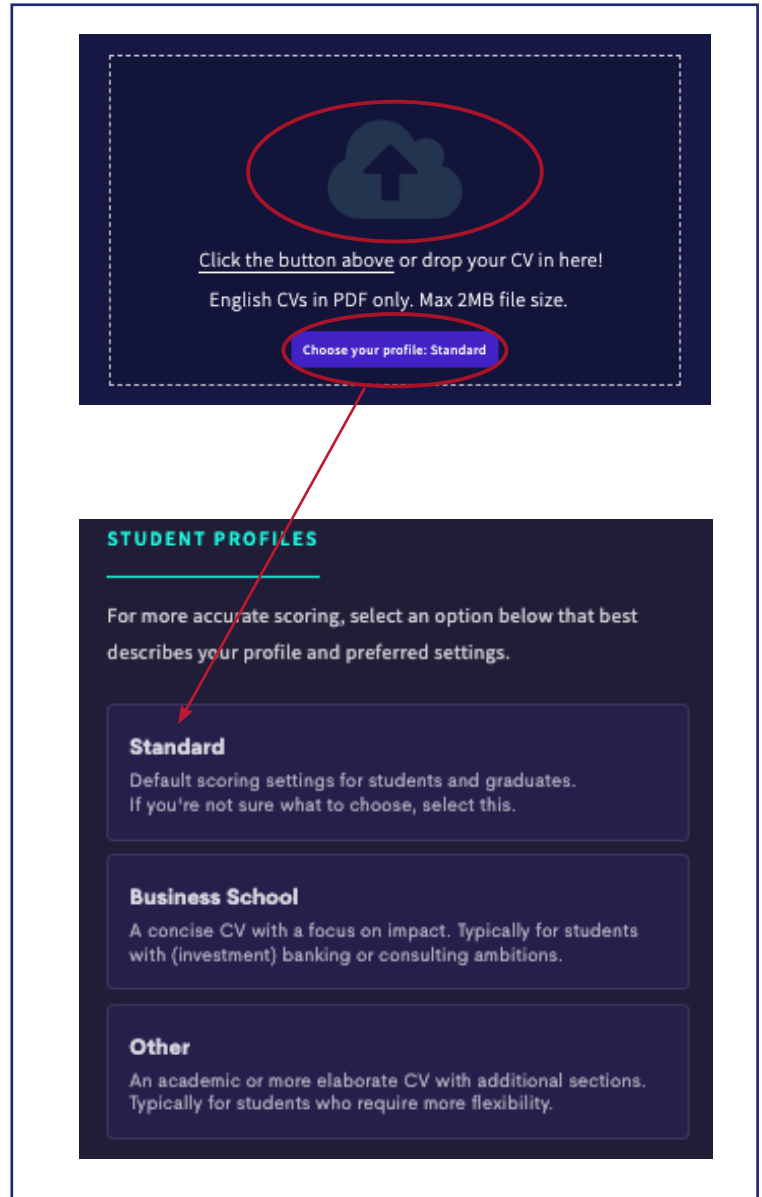 Click the button above or drop your CV in here!
English CVs in PDF only. Max 2MB file size.
Choose your profile: Standard
STUDENT PROFILES
For more accurate scoring, select an option below that best
describes your profile and preferred settings.
Standard
Default scoring settings for students and graduates.
If you're not sure what to choose, select this.
Business School
A concise CV with a focus on impact. Typically for students
with (investment) banking or consulting ambitions.
Other
An academic or more elaborate CV with additional sections.
Typically for students who require more flexibility.